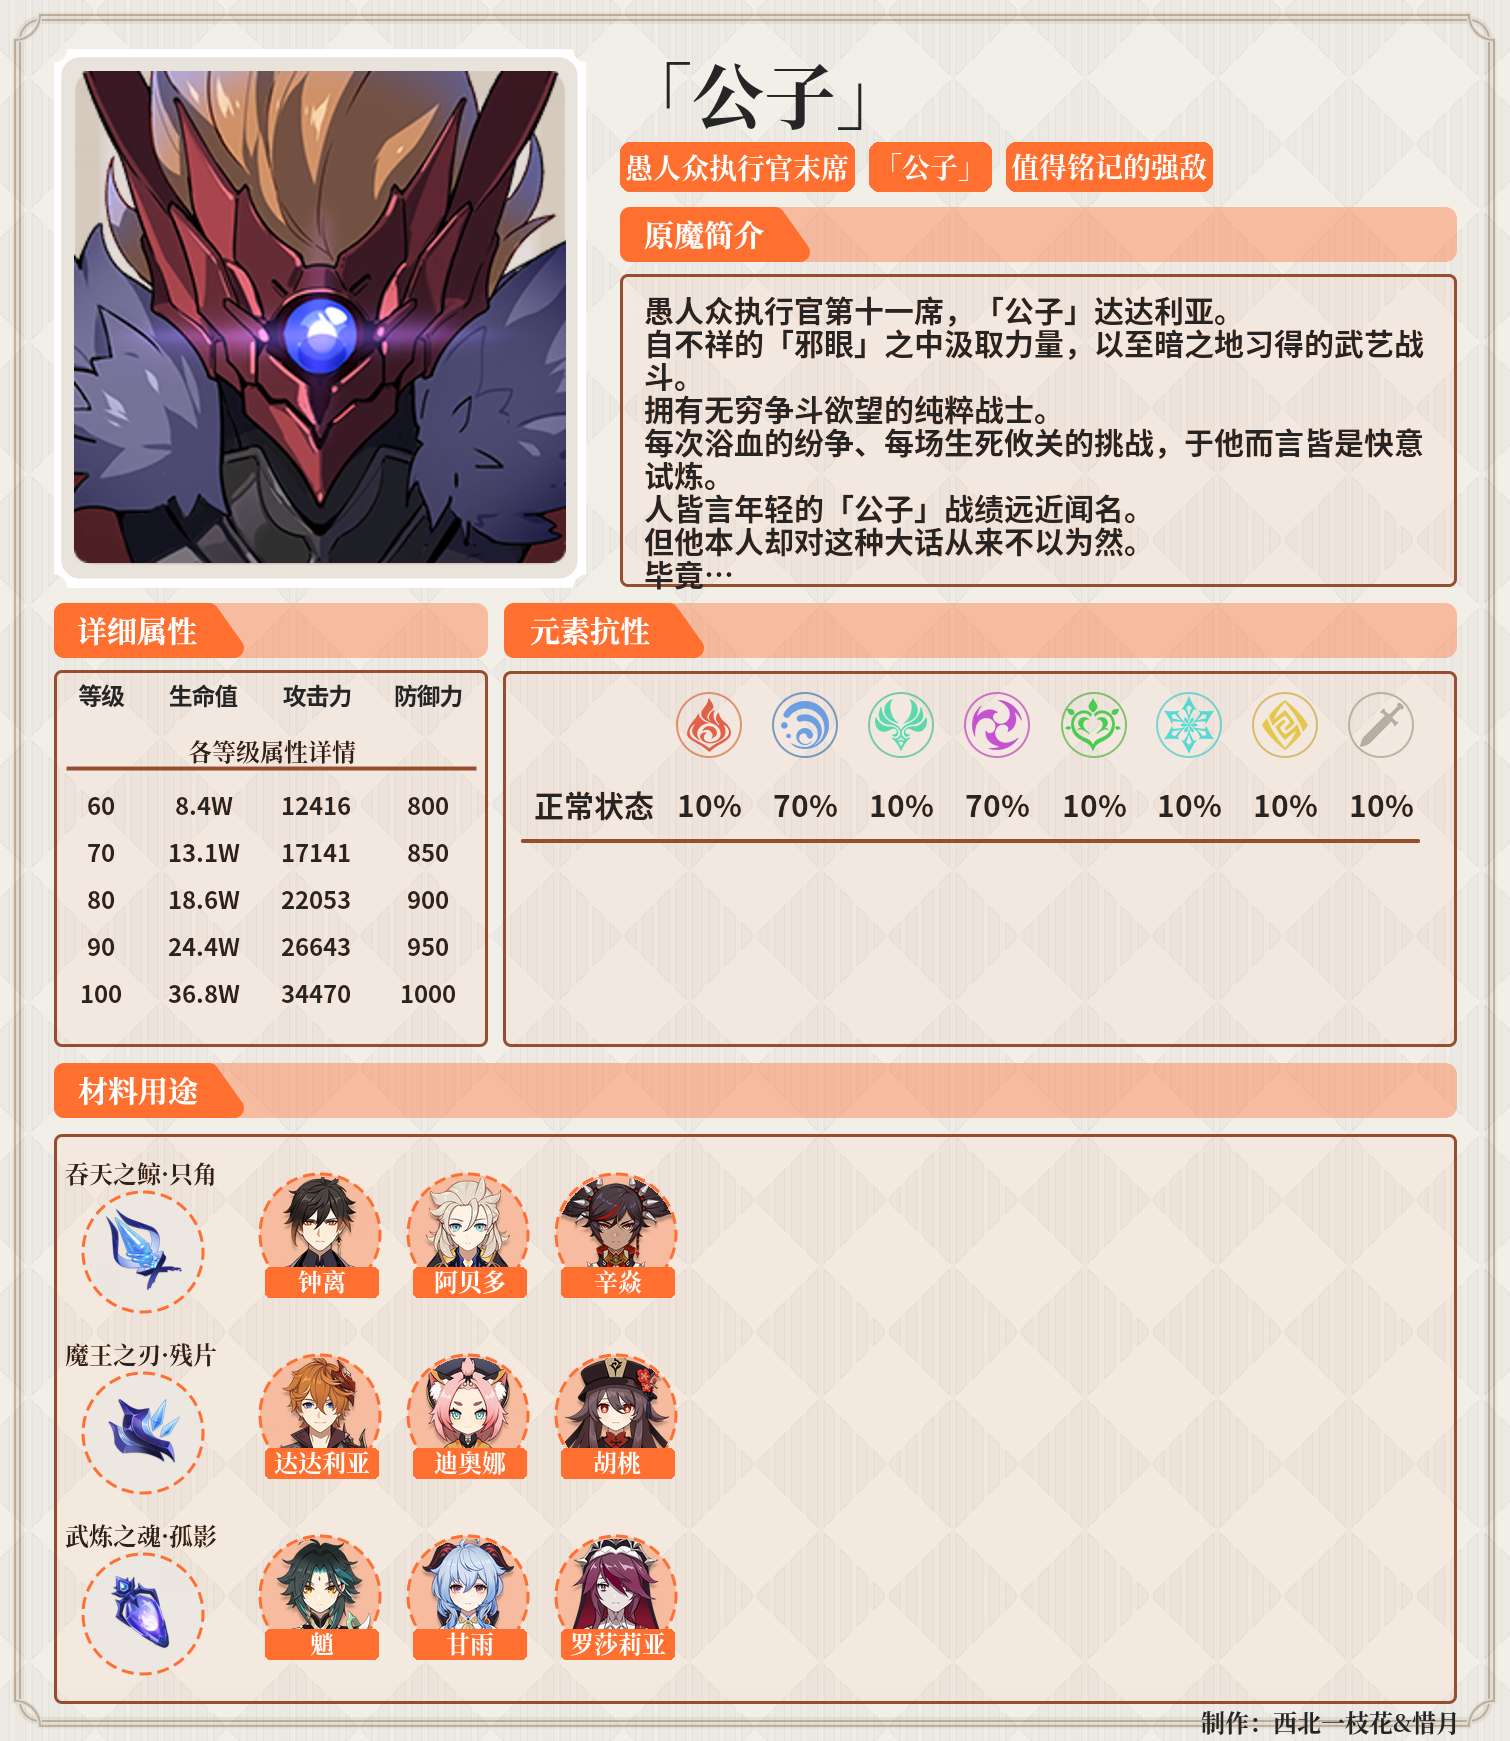 「公子」
愚人众执行官末席 「公子」 值得铭记的强敌
原魔简介
愚人众执行官第十一席，「公子」达达利亚。
自不祥的「邪眼」之中汲取力量，以至暗之地习得的武艺战
斗。
拥有无穷争斗欲望的纯粹战士。
每次浴血的纷争、每场生死攸关的挑战，于他而言皆是快意
试炼。
人皆言年轻的「公子」战绩远近闻名。
但他本人却对这种大话从来不以为然。
毕竟…
详细属性
等级 生命值 攻击力 防御力
各等级属性详情
60 8.4W 12416 800
70 13.1W 17141 850
80 18.6W 22053 900
90 24.4W 26643 950
100 36.8W 34470 1000
元素抗性
正常状态 10% 70% 10% 70% 10% 10% 10% 10%
材料用途
吞天之鲸·只角
钟离 阿贝多 辛焱
魔王之刃·残片
达达利亚 迪奥娜 胡桃
武炼之魂·孤影
魈 甘雨 罗莎莉亚
制作：西北一枝花&惜月